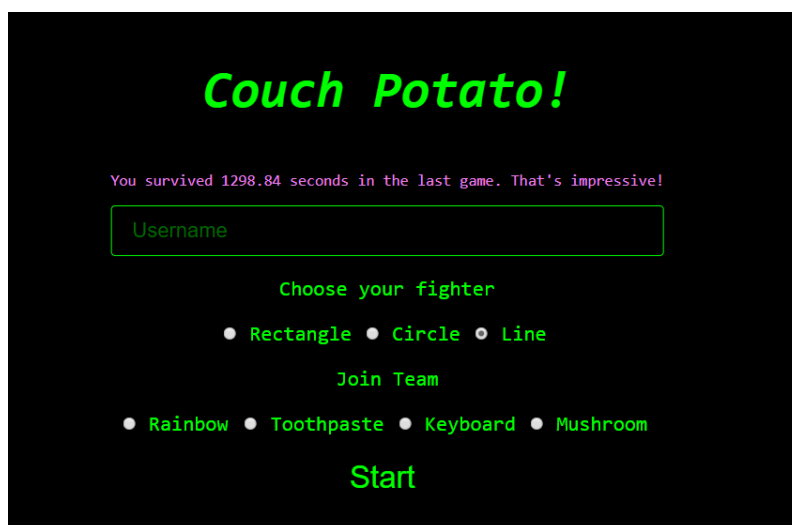 Couch Potato!
You survived 1298.84 seconds in the last game. That's impressive!
Username
Choose your fighter
Rectangle Circle Line
Join Team
Rainbow Toothpaste Keyboard Mushroom
Start